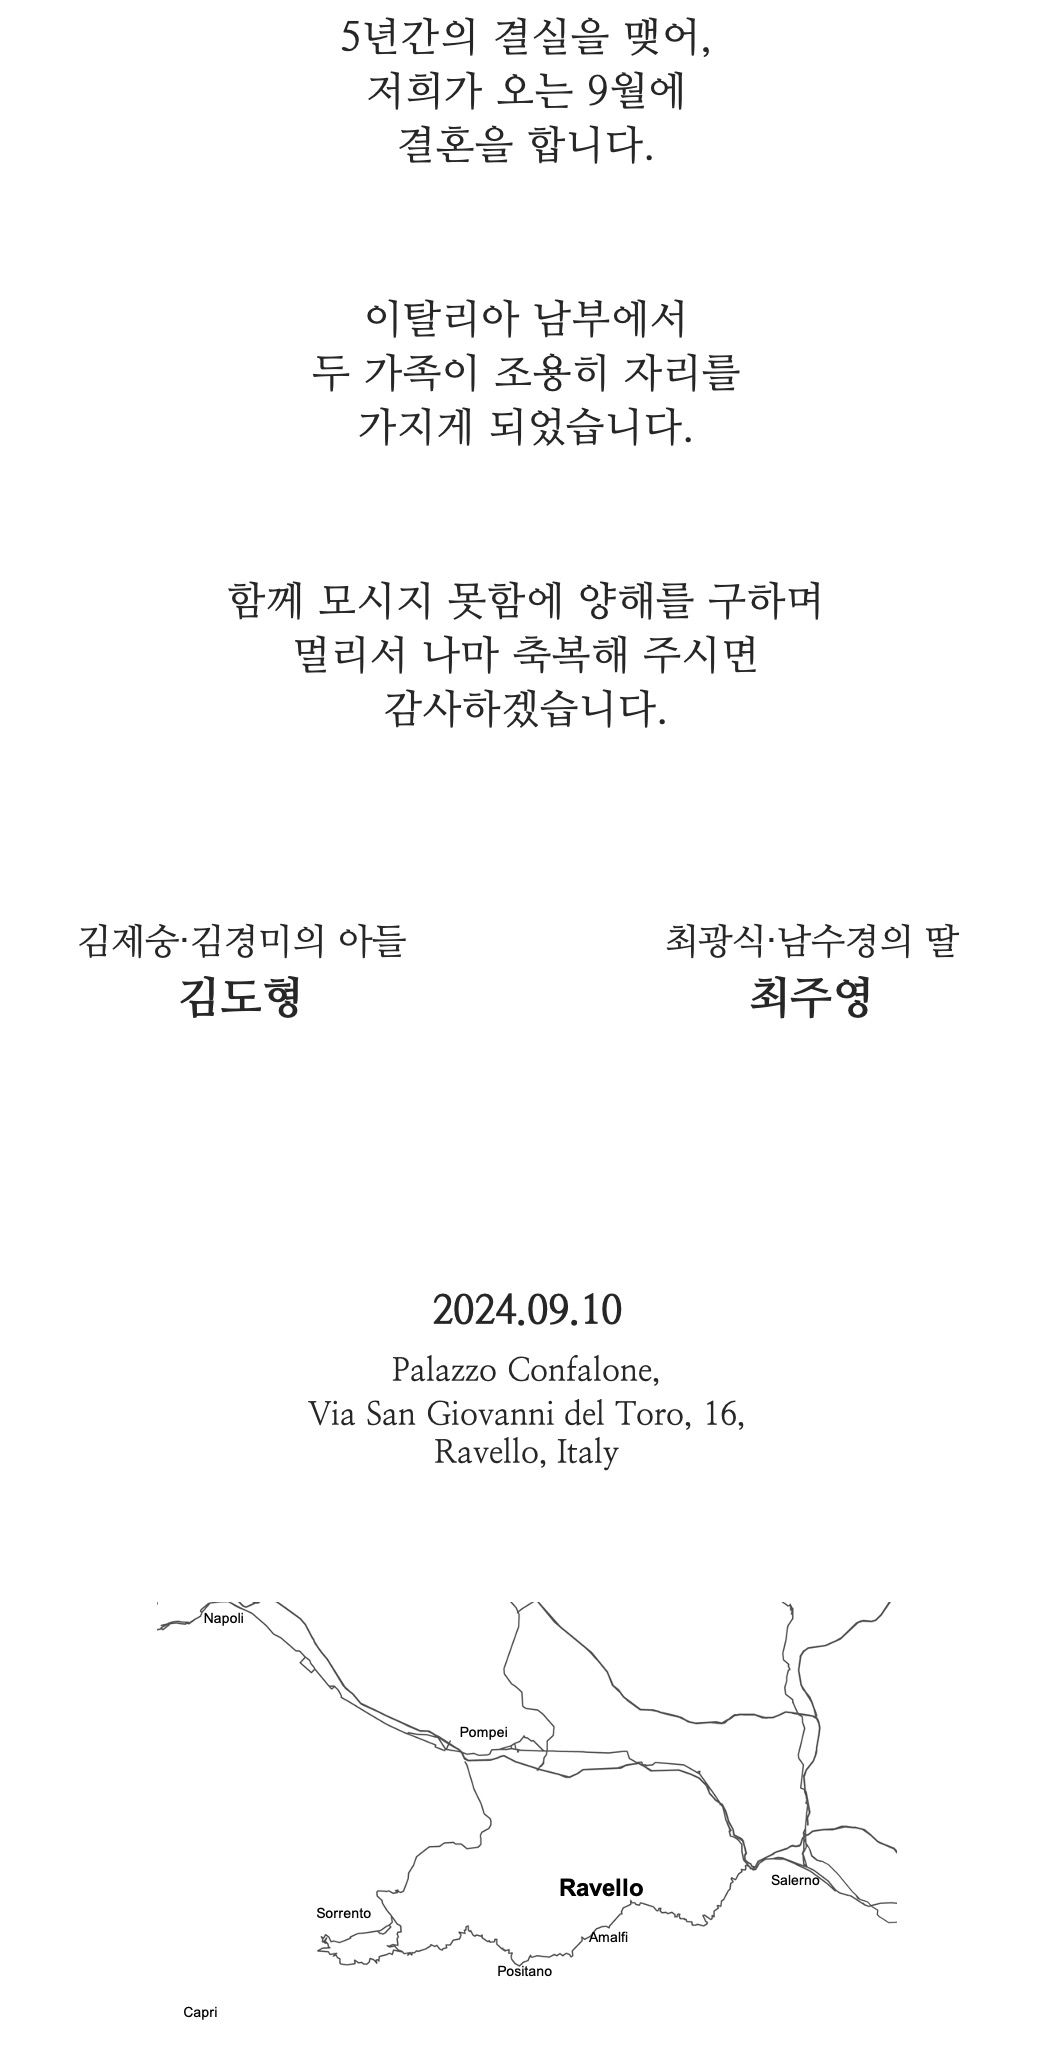 5년간의 결실을 맺어,
저희가 오는 9월에
결혼을 합니다.
이탈리아 남부에서
두 가족이 조용히 자리를
가지게 되었습니다.
함께 모시지 못함에 양해를 구하며
멀리서 나마 축복해 주시면
감사하겠습니다.
김제숭·김경미의 아들
김도형
최광식·남수경의 딸
최주영
2024.09.10
Palazzo Confalone,
Via San Giovanni del Toro, 16,
Ravello, Italy
Napoli
Pompei
Ravello
Salerno
Sorrento
Amalfi
Positano
Capri